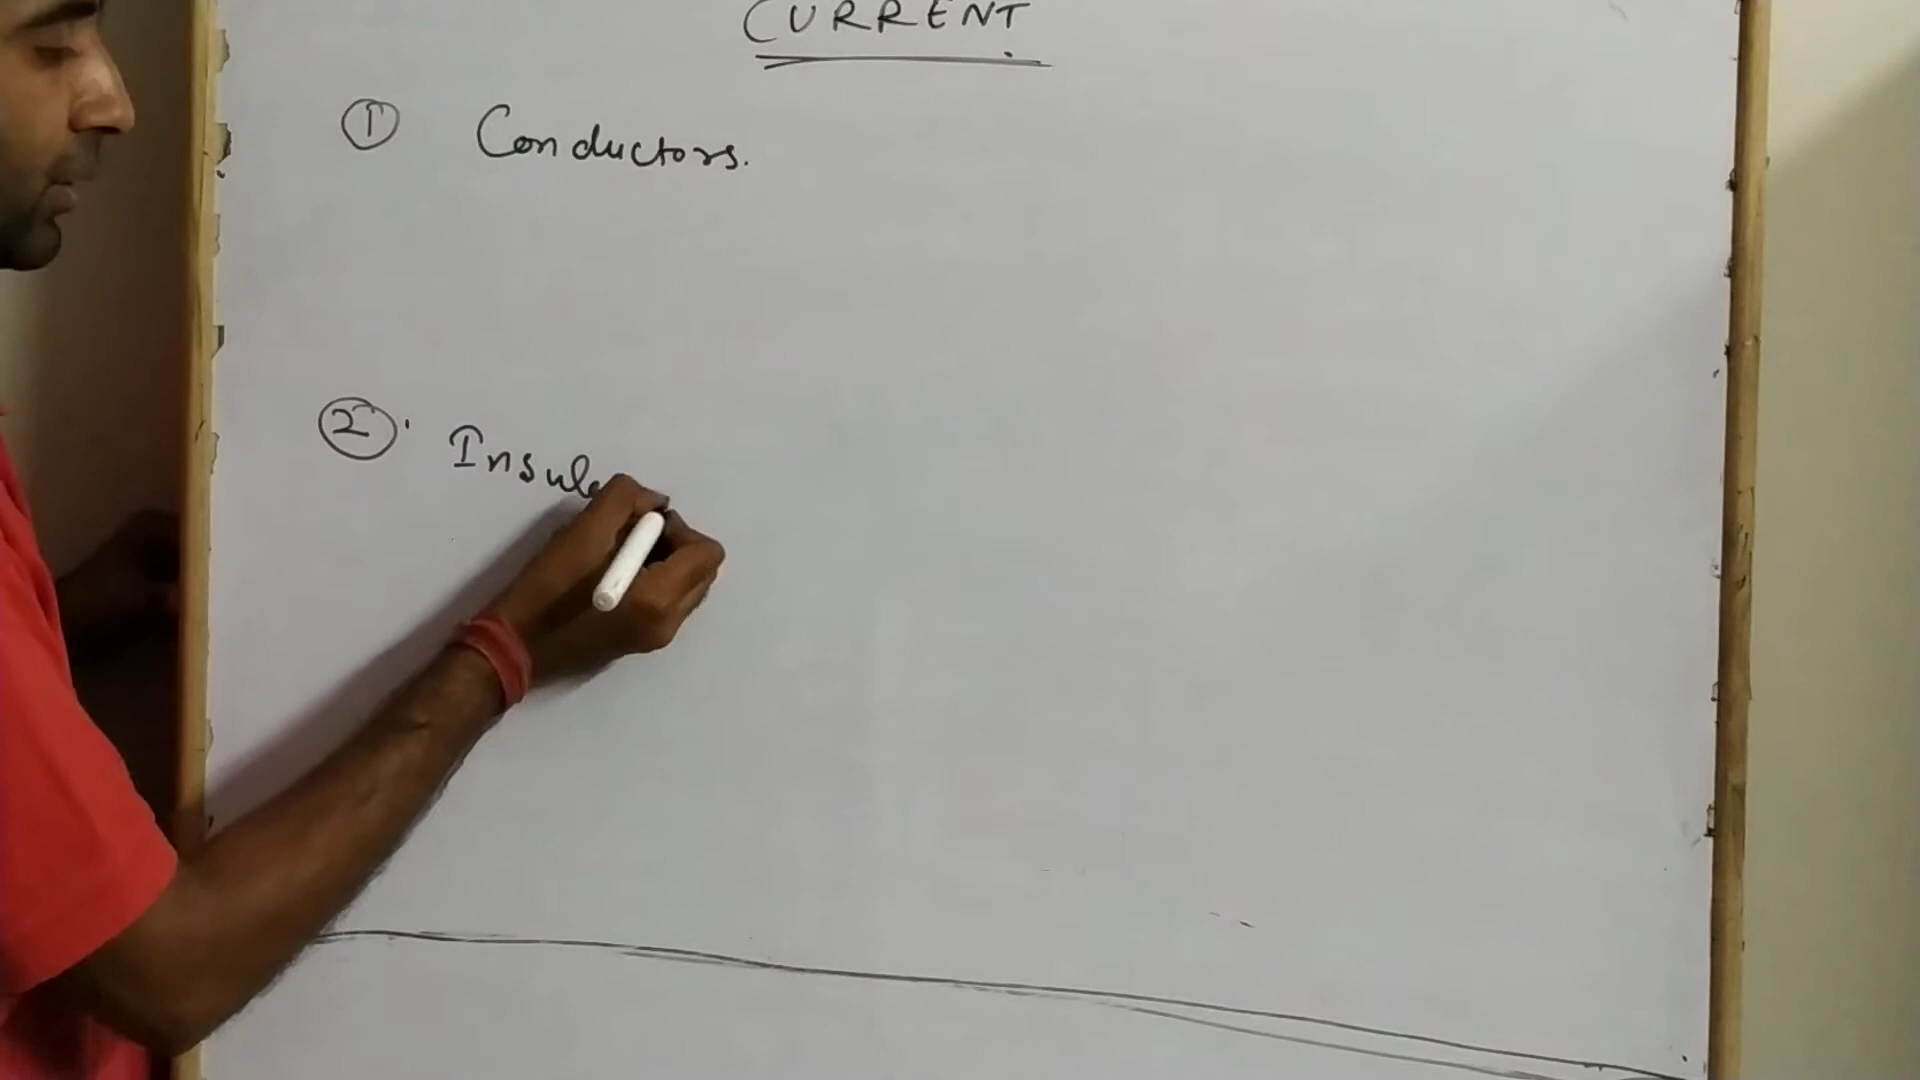 CURRENT
① Conductors.
② Insul